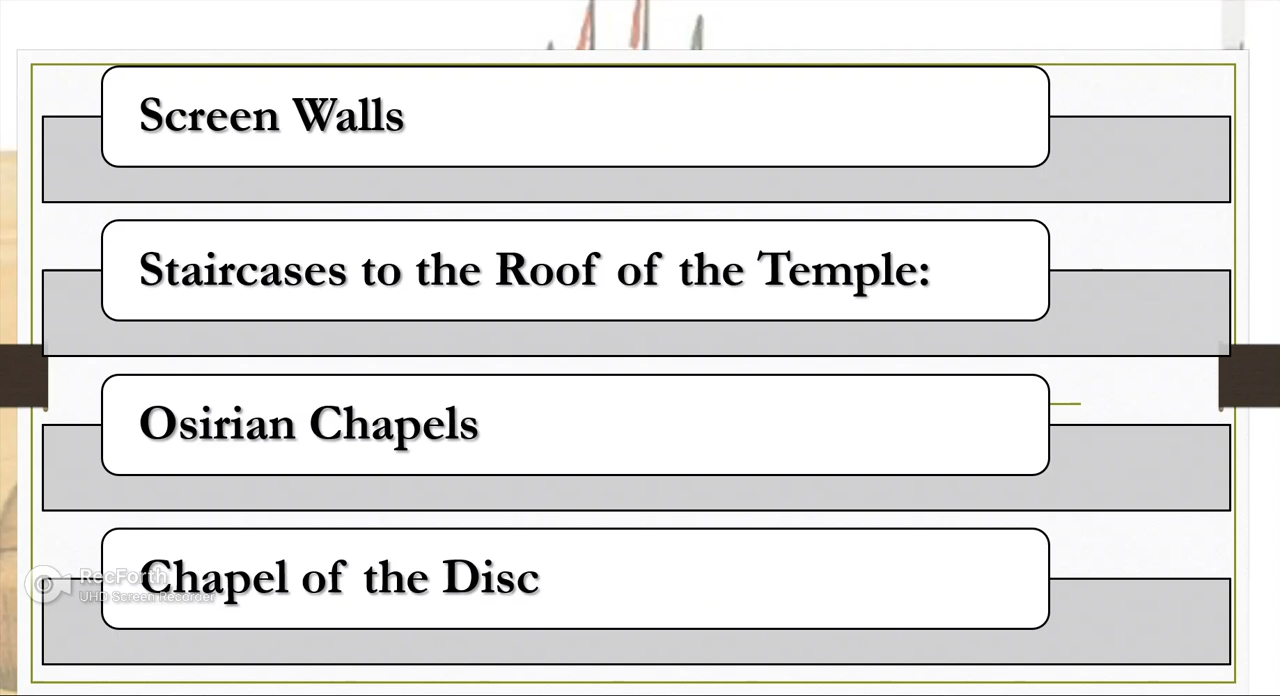 Screen Walls
Staircases to the Roof of the Temple:
Osirian Chapels
Chapel of the Disc
RecForth
UHD Screen Recorder